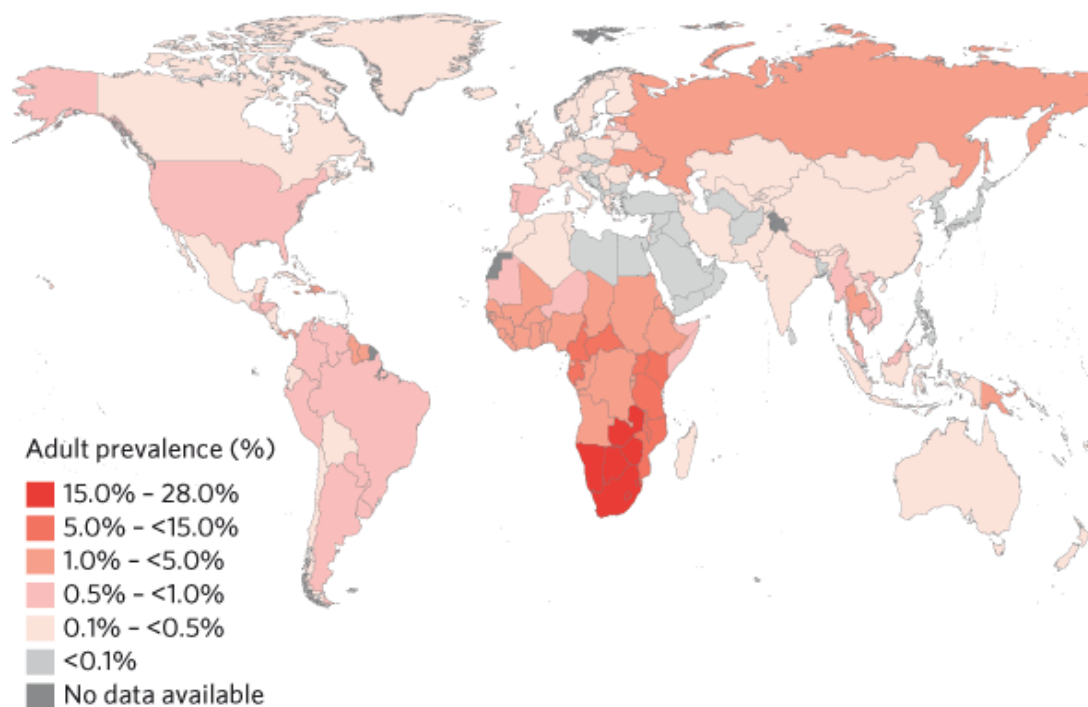 Adult prevalence (%)
15.0% – 28.0%
5.0% – <15.0%
1.0% – <5.0%
0.5% – <1.0%
0.1% – <0.5%
<0.1%
No data available